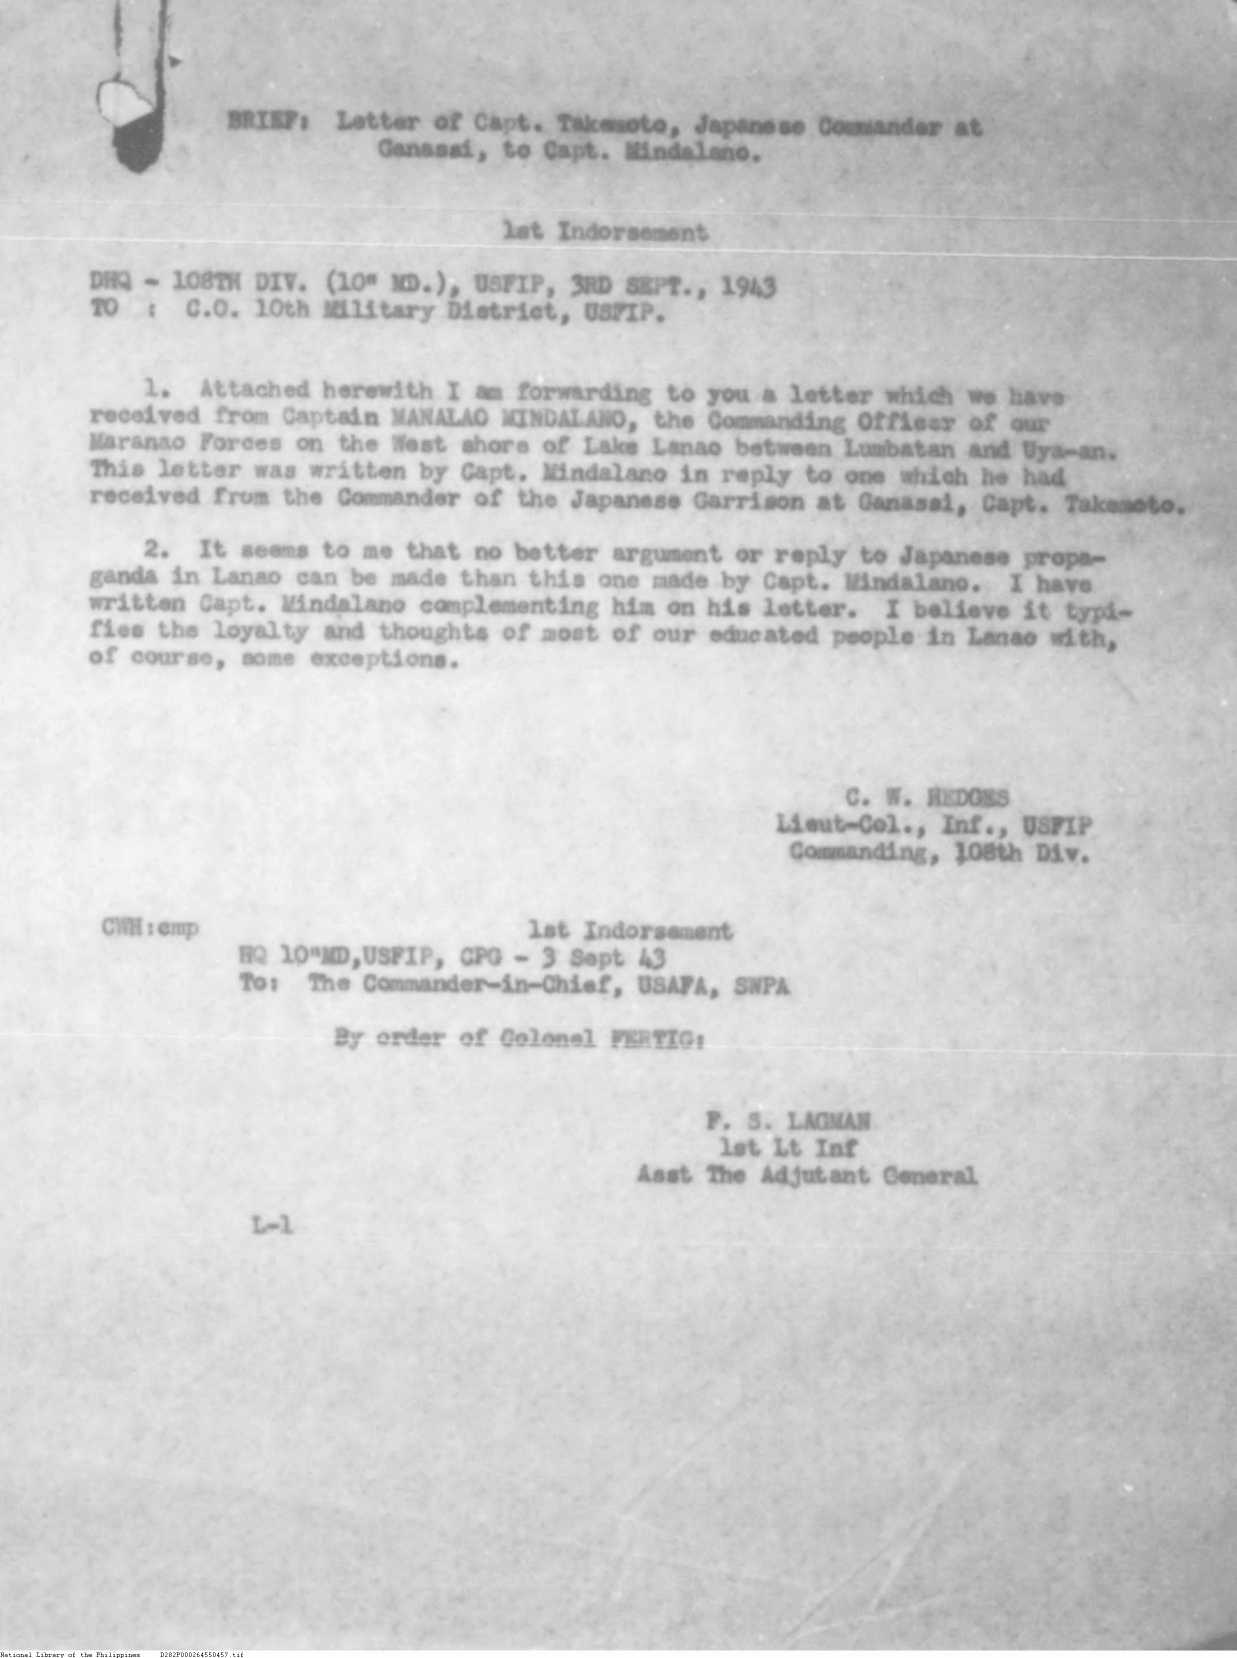 BRIEF: Letter of Capt. Takemoto, Japanese Commander at
Ganassi, to Capt. Mindalano.
1st Indorsement
DHQ - 108TH DIV. (10" MD.), USFIP, 3RD SEPT., 1943
TO : C.O. 10th Military District, USFIP.
1. Attached herewith I am forwarding to you a letter which we have
received from Captain MANALAO MINDALANO, the Commanding Officer of our
Maranao Forces on the West shore of Lake Lanao between Lumbatan and Uya-an.
This letter was written by Capt. Mindalano in reply to one which he had
received from the Commander of the Japanese Garrison at Ganassi, Capt. Takemoto.
2. It seems to me that no better argument or reply to Japanese propa-
ganda in Lanao can be made than this one made by Capt. Mindalano. I have
written Capt. Mindalano complementing him on his letter. I believe it typi-
fies the loyalty and thoughts of most of our educated people in Lanao with,
of course, some exceptions.
C. W. HEDGES
Lieut-Col., Inf., USFIP
Commanding, 108th Div.
CWH:emp
1st Indorsement
HQ 10"MD,USFIP, CPG - 3 Sept 43
To: The Commander-in-Chief, USAFA, SWPA
By order of Colonel FERTIG:
F. S. LAGMAN
1st Lt Inf
Asst The Adjutant General
L-1
National Library of the Philippines D282P000264550457.tif